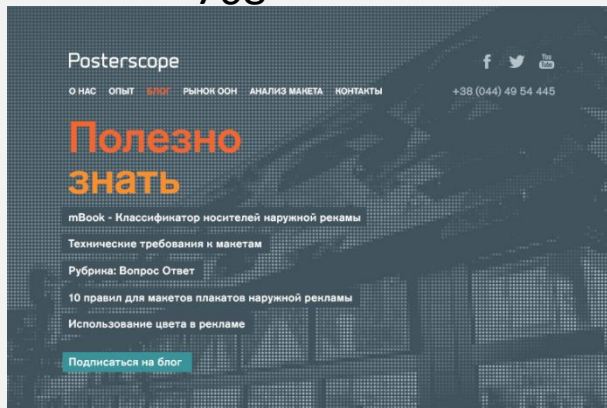 Posterscope
О НАС ОПЫТ БЛОГ РЫНОК ООН АНАЛИЗ МАКЕТА КОНТАКТЫ
+38 (044) 49 54 445
Полезно
знать
mBook - Классификатор носителей наружной рекамы
Технические требования к макетам
Рубрика: Вопрос Ответ
10 правил для макетов плакатов наружной рекламы
Использование цвета в рекламе
Подписаться на блог